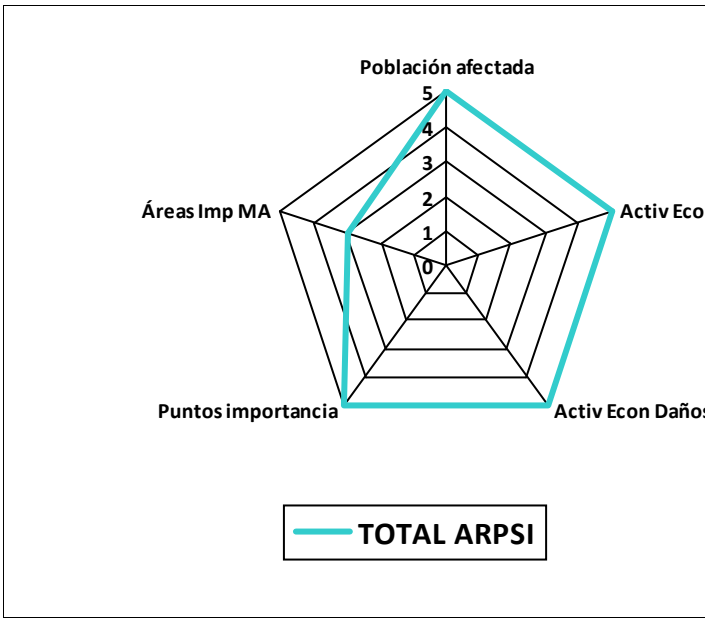 Población afectada
5
4
3
2
1
0
Áreas Imp MA
Activ Eco
Puntos importancia
Activ Econ Daños
TOTAL ARPSI